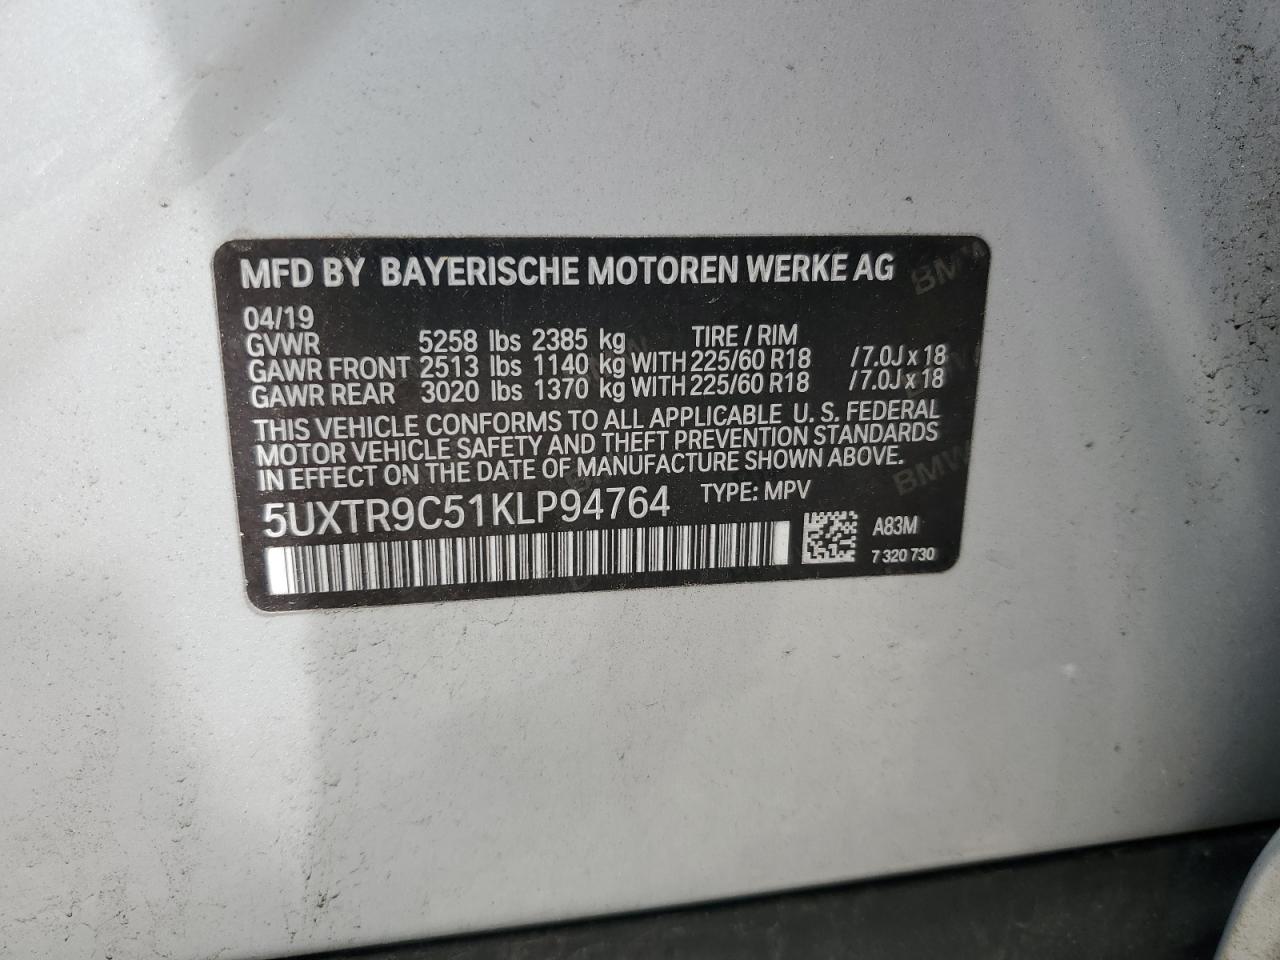 MFD BY BAYERISCHE MOTOREN WERKE AG
04/19
GVWR 5258 lbs 2385 kg TIRE / RIM
GAWR FRONT 2513 lbs 1140 kg WITH 225/60 R18 / 7.0J x 18
GAWR REAR 3020 lbs 1370 kg WITH 225/60 R18 / 7.0J x 18
THIS VEHICLE CONFORMS TO ALL APPLICABLE U. S. FEDERAL
MOTOR VEHICLE SAFETY AND THEFT PREVENTION STANDARDS
IN EFFECT ON THE DATE OF MANUFACTURE SHOWN ABOVE.
5UXTR9C51KLP94764 TYPE: MPV
A83M
7 320 730
BMW
BMW